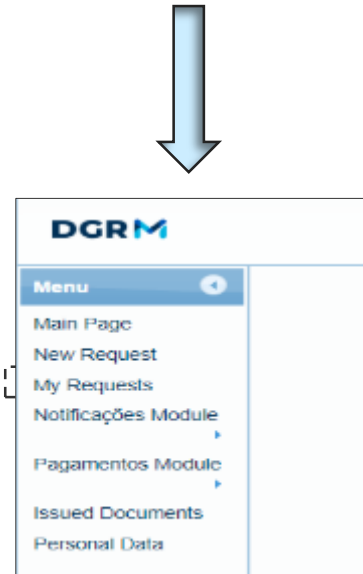 DGRM
Menu
Main Page
New Request
My Requests
Notificações Module
Pagamentos Module
Issued Documents
Personal Data